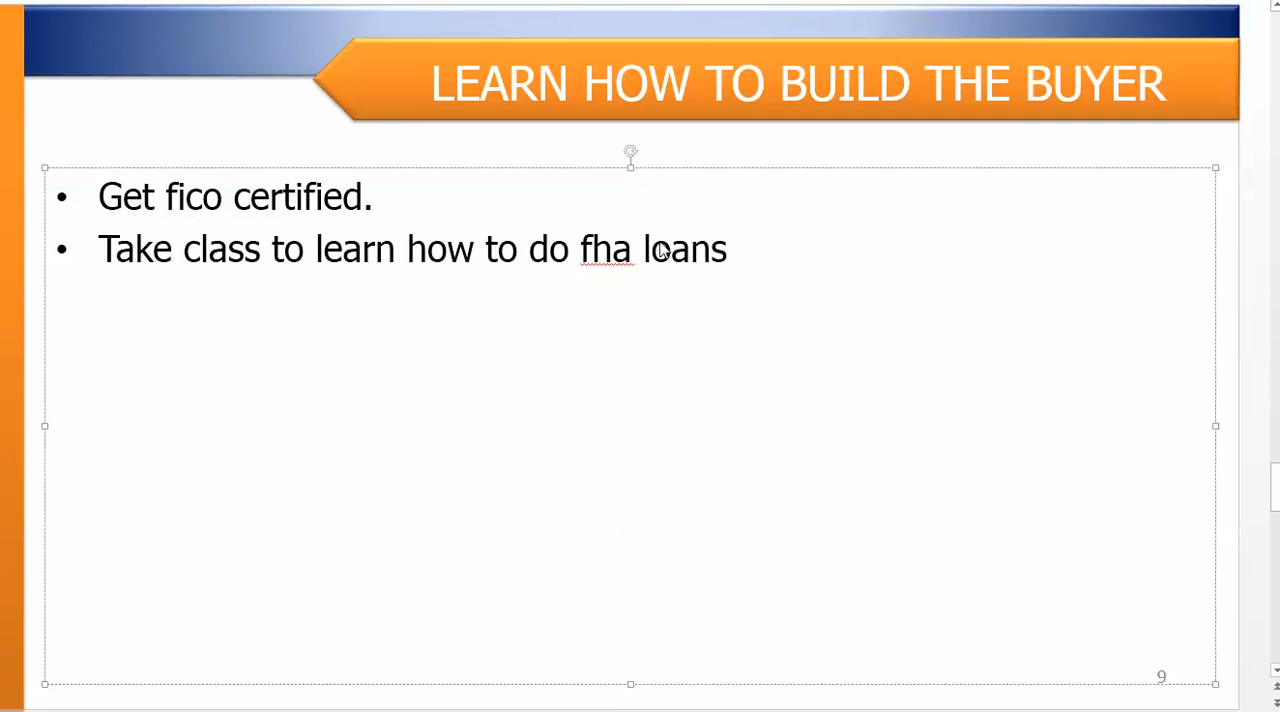 LEARN HOW TO BUILD THE BUYER
• Get fico certified.
• Take class to learn how to do fha loans
9